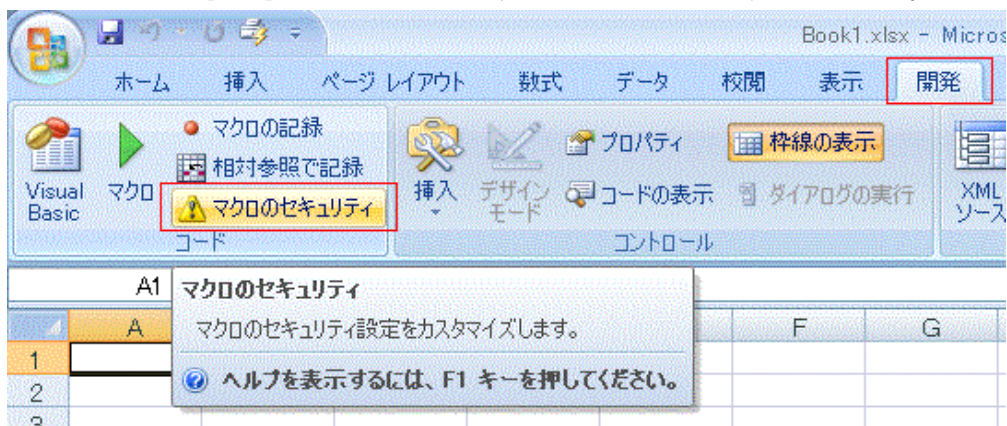 Book1.xlsx - Micros
ホーム 挿入 ページ レイアウト 数式 データ 校閲 表示 開発
Visual Basic
マクロ
マクロの記録
相対参照で記録
マクロのセキュリティ
コード
挿入
デザイン モード
プロパティ
コードの表示
枠線の表示
ダイアログの実行
コントロール
XML
ソース
A1
マクロのセキュリティ
マクロのセキュリティ設定をカスタマイズします。
ヘルプを表示するには、F1 キーを押してください。
A F G
1
2
3